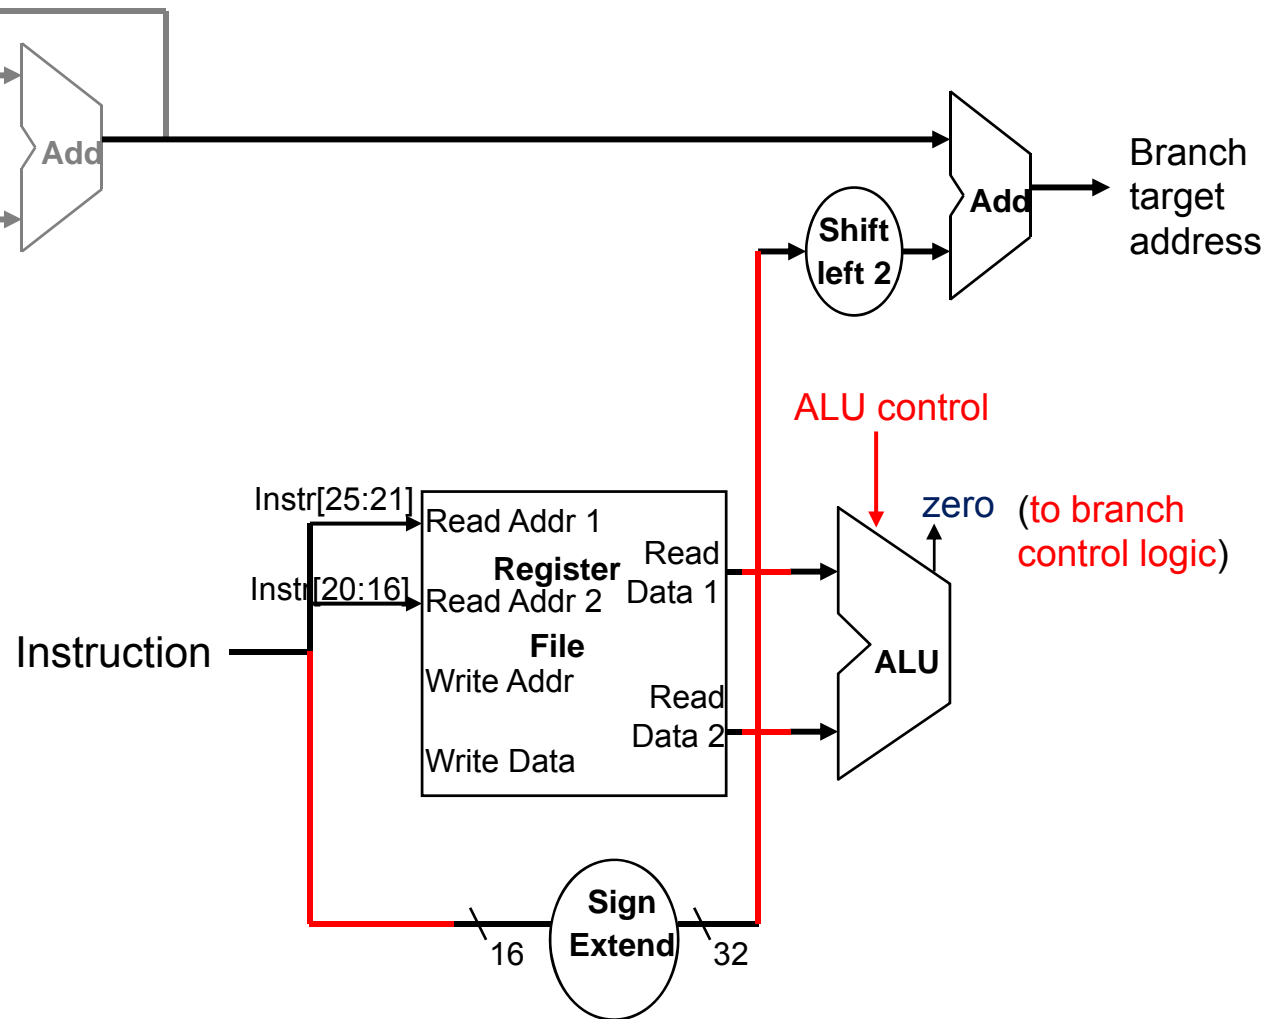 Add
Add
Branch
target
address
Shift
left 2
ALU control
Instr[25:21]
Read Addr 1
Register
Read
Data 1
zero
(to branch
control logic)
Instr[20:16]
Read Addr 2
File
Instruction
Write Addr
ALU
Read
Data 2
Write Data
Sign
Extend
16
32